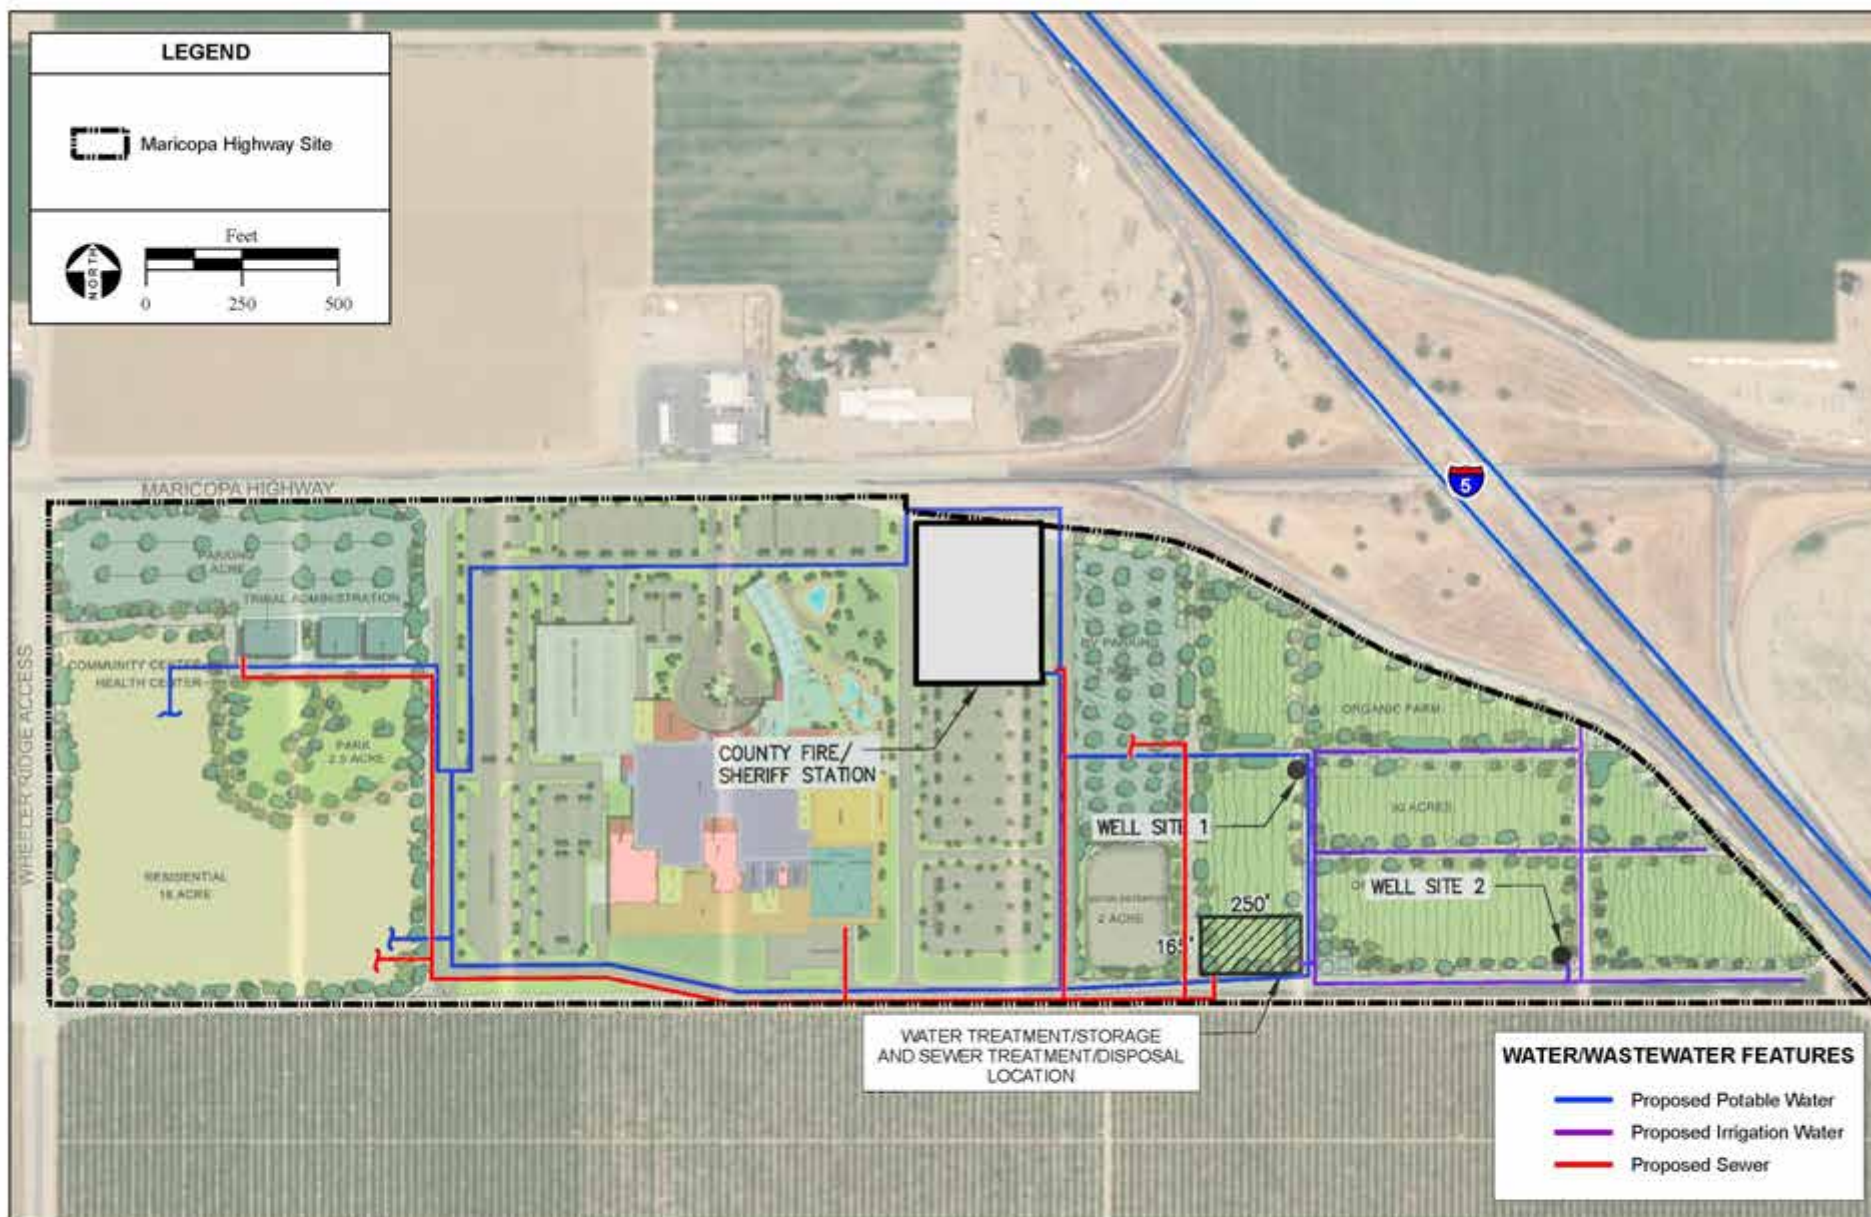 LEGEND
Maricopa Highway Site
Feet
NORTH
0 250 500
5
MARICOPA HIGHWAY
WHEELER RIDGE ACCESS
PARKING
TRIBAL ADMINISTRATION
COMMUNITY CENTER
HEALTH CENTER
PARK
2.5 ACRE
RESIDENTIAL
16 ACRE
COUNTY FIRE/
SHERIFF STATION
RV PARKING
ORGANIC FARM
WELL SITE 1
WELL SITE 2
2 ACRE
250'
165'
WATER TREATMENT/STORAGE
AND SEWER TREATMENT/DISPOSAL
LOCATION
WATER/WASTEWATER FEATURES
Proposed Potable Water
Proposed Irrigation Water
Proposed Sewer